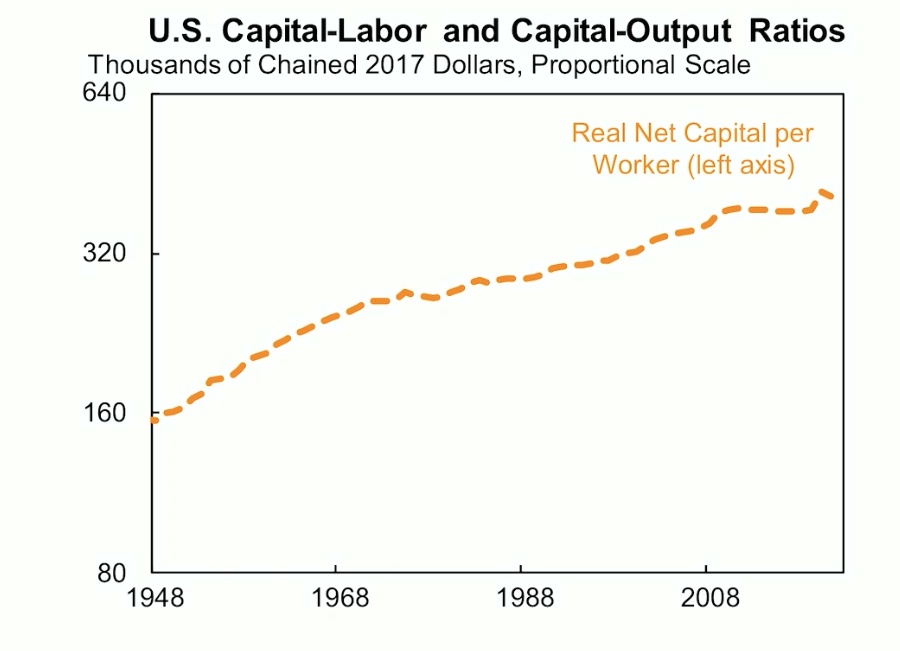 U.S. Capital-Labor and Capital-Output Ratios
Thousands of Chained 2017 Dollars, Proportional Scale
640
Real Net Capital per
Worker (left axis)
320
160
80
1948 1968 1988 2008